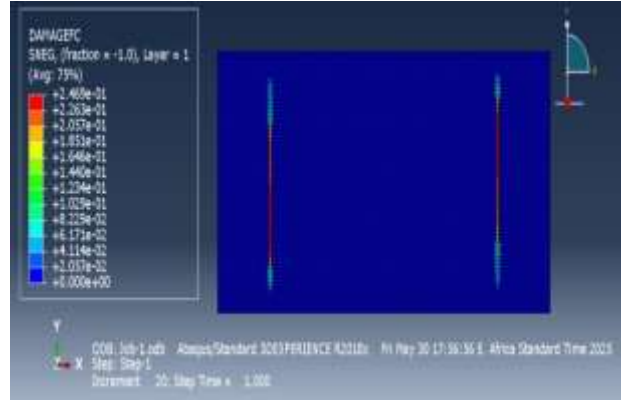 DAMAGEFC
SNEG, (fraction = -1.0), Layer = 1
(Avg: 75%)
+2.469e-01
+2.263e-01
+2.057e-01
+1.851e-01
+1.646e-01
+1.440e-01
+1.234e-01
+1.029e-01
+8.229e-02
+6.171e-02
+4.114e-02
+2.057e-02
+0.000e+00
Y
X
ODB: Job-1.odb Abaqus/Standard 3DEXPERIENCE R2018x Fri May 30 17:36:36 E. Africa Standard Time 2025
Step: Step-1
Increment 20: Step Time = 1.000